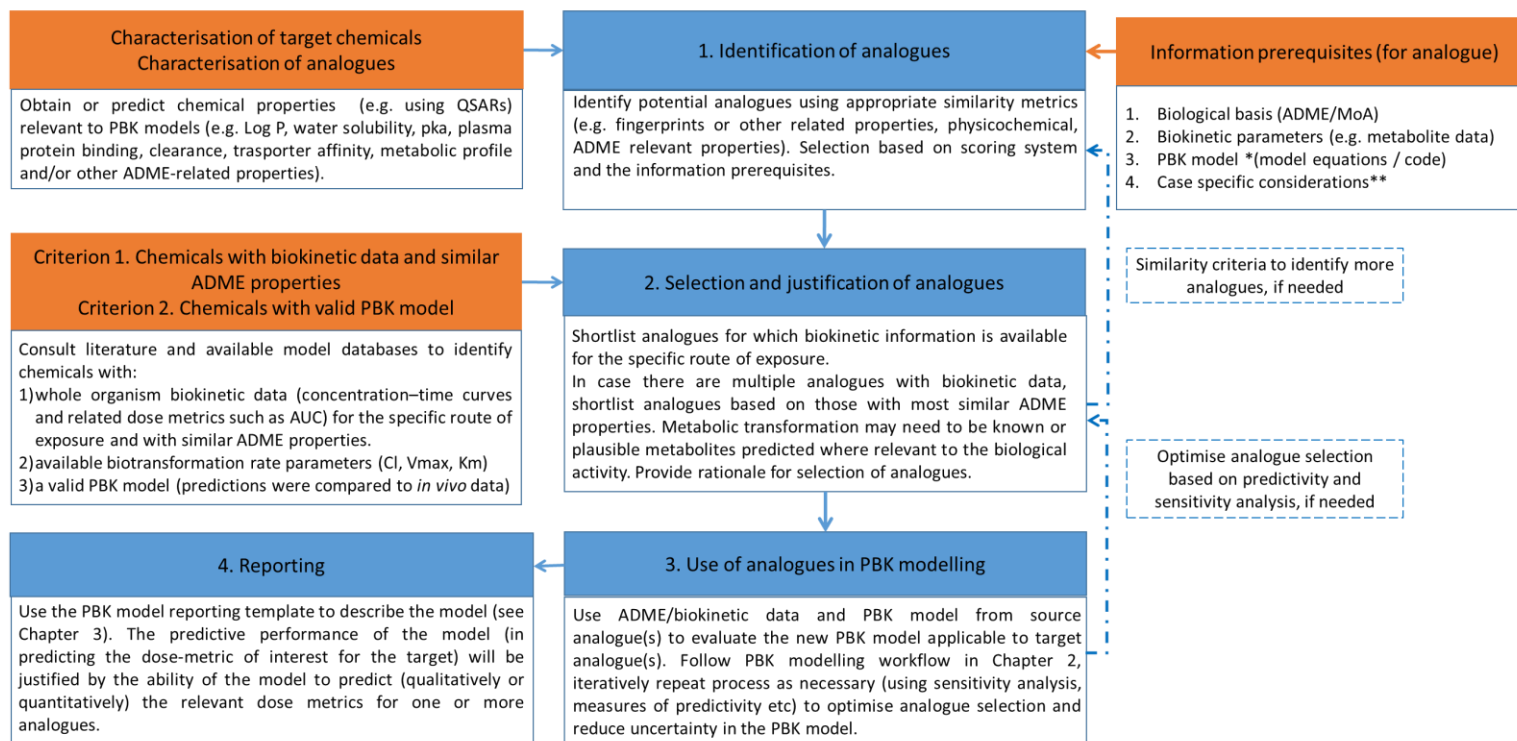 Characterisation of target chemicals
Characterisation of analogues
Obtain or predict chemical properties (e.g. using QSARs)
relevant to PBK models (e.g. Log P, water solubility, pka, plasma
protein binding, clearance, trasporter affinity, metabolic profile
and/or other ADME-related properties).
1. Identification of analogues
Identify potential analogues using appropriate similarity metrics
(e.g. fingerprints or other related properties, physicochemical,
ADME relevant properties). Selection based on scoring system
and the information prerequisites.
Information prerequisites (for analogue)
1. Biological basis (ADME/MoA)
2. Biokinetic parameters (e.g. metabolite data)
3. PBK model *(model equations / code)
4. Case specific considerations**
Criterion 1. Chemicals with biokinetic data and similar
ADME properties
Criterion 2. Chemicals with valid PBK model
Consult literature and available model databases to identify
chemicals with:
1)whole organism biokinetic data (concentration–time curves
and related dose metrics such as AUC) for the specific route of
exposure and with similar ADME properties.
2)available biotransformation rate parameters (Cl, Vmax, Km)
3)a valid PBK model (predictions were compared to in vivo data)
2. Selection and justification of analogues
Shortlist analogues for which biokinetic information is available
for the specific route of exposure.
In case there are multiple analogues with biokinetic data,
shortlist analogues based on those with most similar ADME
properties. Metabolic transformation may need to be known or
plausible metabolites predicted where relevant to the biological
activity. Provide rationale for selection of analogues.
Similarity criteria to identify more
analogues, if needed
Optimise analogue selection
based on predictivity and
sensitivity analysis, if needed
3. Use of analogues in PBK modelling
Use ADME/biokinetic data and PBK model from source
analogue(s) to evaluate the new PBK model applicable to target
analogue(s). Follow PBK modelling workflow in Chapter 2,
iteratively repeat process as necessary (using sensitivity analysis,
measures of predictivity etc) to optimise analogue selection and
reduce uncertainty in the PBK model.
4. Reporting
Use the PBK model reporting template to describe the model (see
Chapter 3). The predictive performance of the model (in
predicting the dose-metric of interest for the target) will be
justified by the ability of the model to predict (qualitatively or
quantitatively) the relevant dose metrics for one or more
analogues.